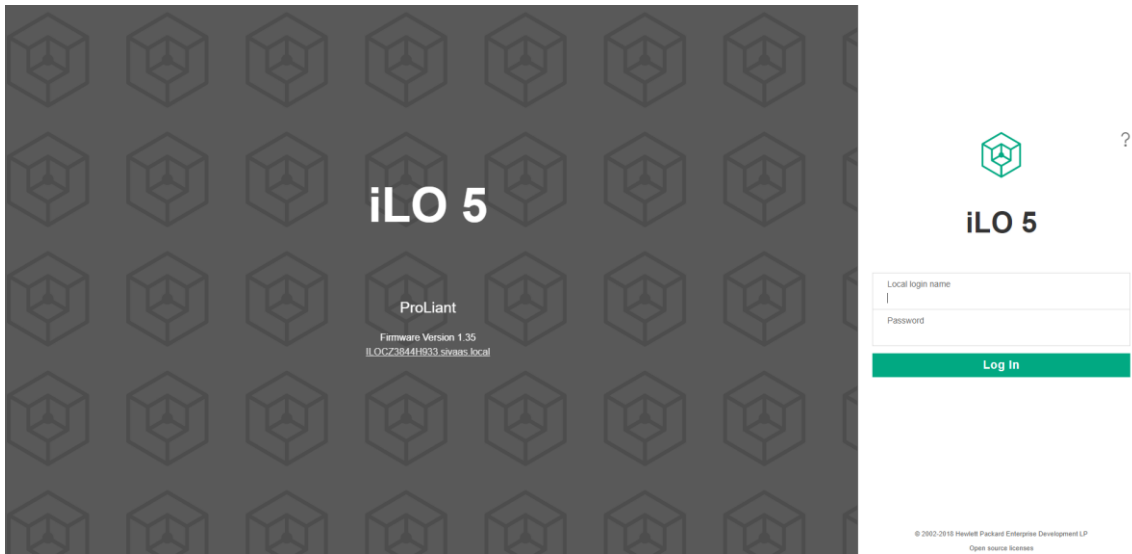 iLO 5
ProLiant
Firmware Version 1.35
ILOCZ3844H933.sivaas.local
?
iLO 5
Local login name
Password
Log In
© 2002-2018 Hewlett Packard Enterprise Development LP
Open source licenses